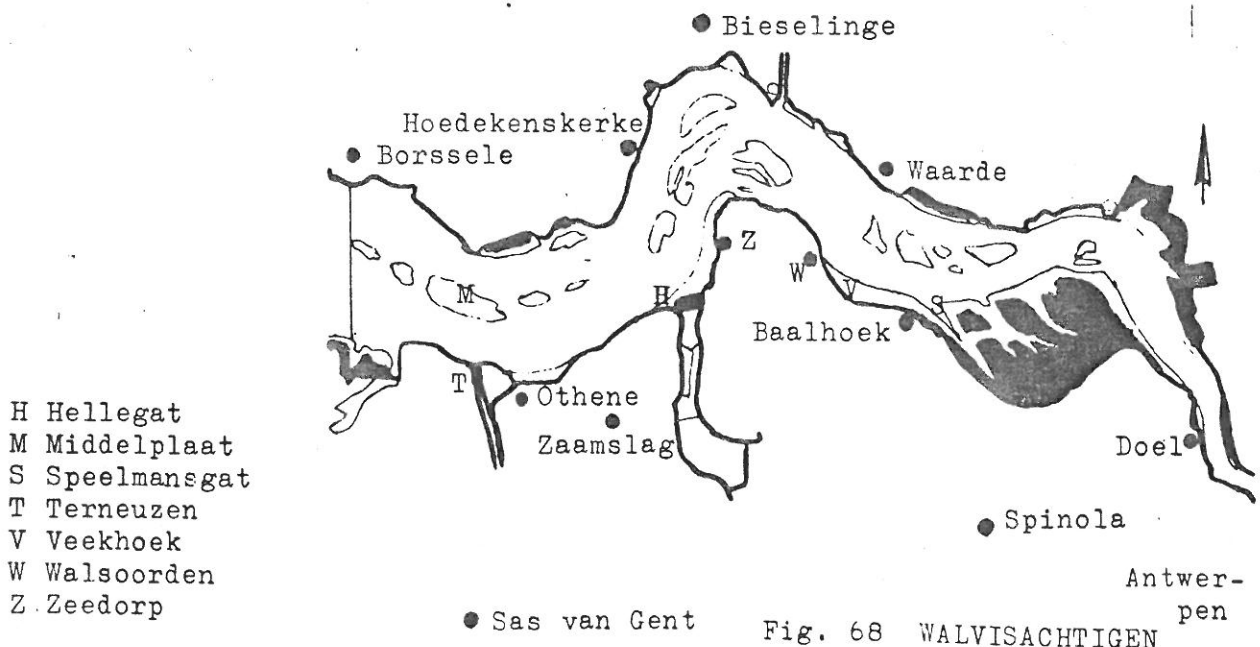 Bieselinge
Hoedekenskerke
Borssele
Waarde
Z
M
H
W
V
S
Baalhoek
T
Othene
Zaamslag
Doel
Spinola
Antwer-
pen
Sas van Gent
H Hellegat
M Middelplaat
S Speelmansgat
T Terneuzen
V Veekhoek
W Walsoorden
Z Zeedorp
Fig. 68 WALVISACHTIGEN